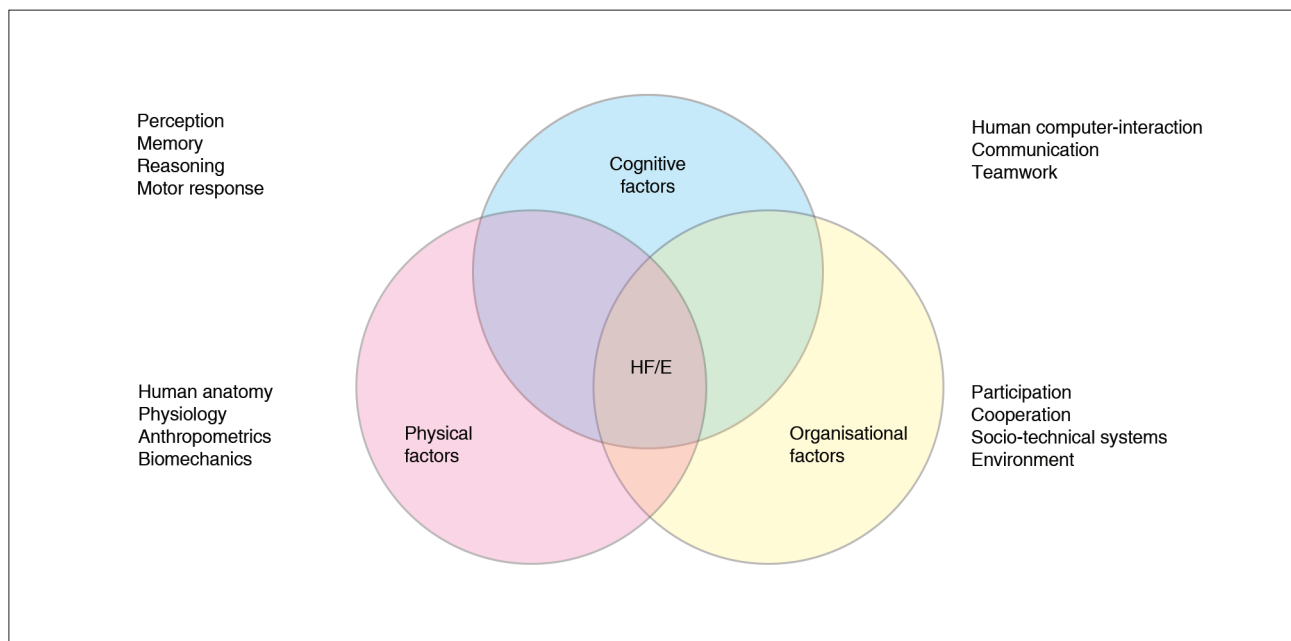 Perception
Memory
Reasoning
Motor response
Human computer-interaction
Communication
Teamwork
Cognitive
factors
HF/E
Human anatomy
Physiology
Anthropometrics
Biomechanics
Physical
factors
Organisational
factors
Participation
Cooperation
Socio-technical systems
Environment